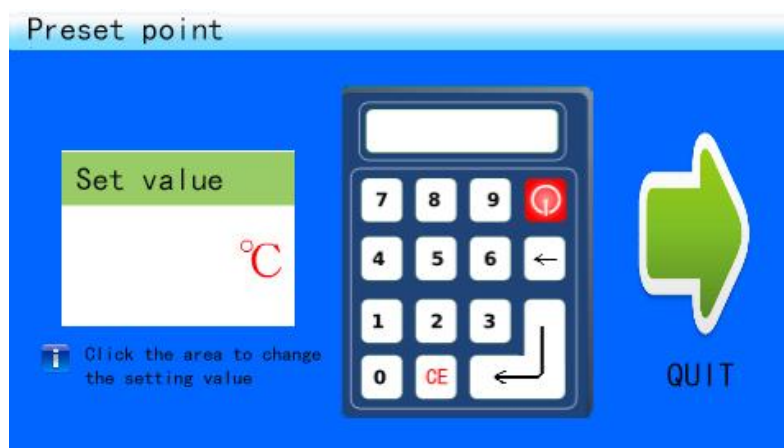 Preset point
Set value
℃
i Click the area to change
the setting value
7 8 9
4 5 6 ←
1 2 3
0 CE
QUIT